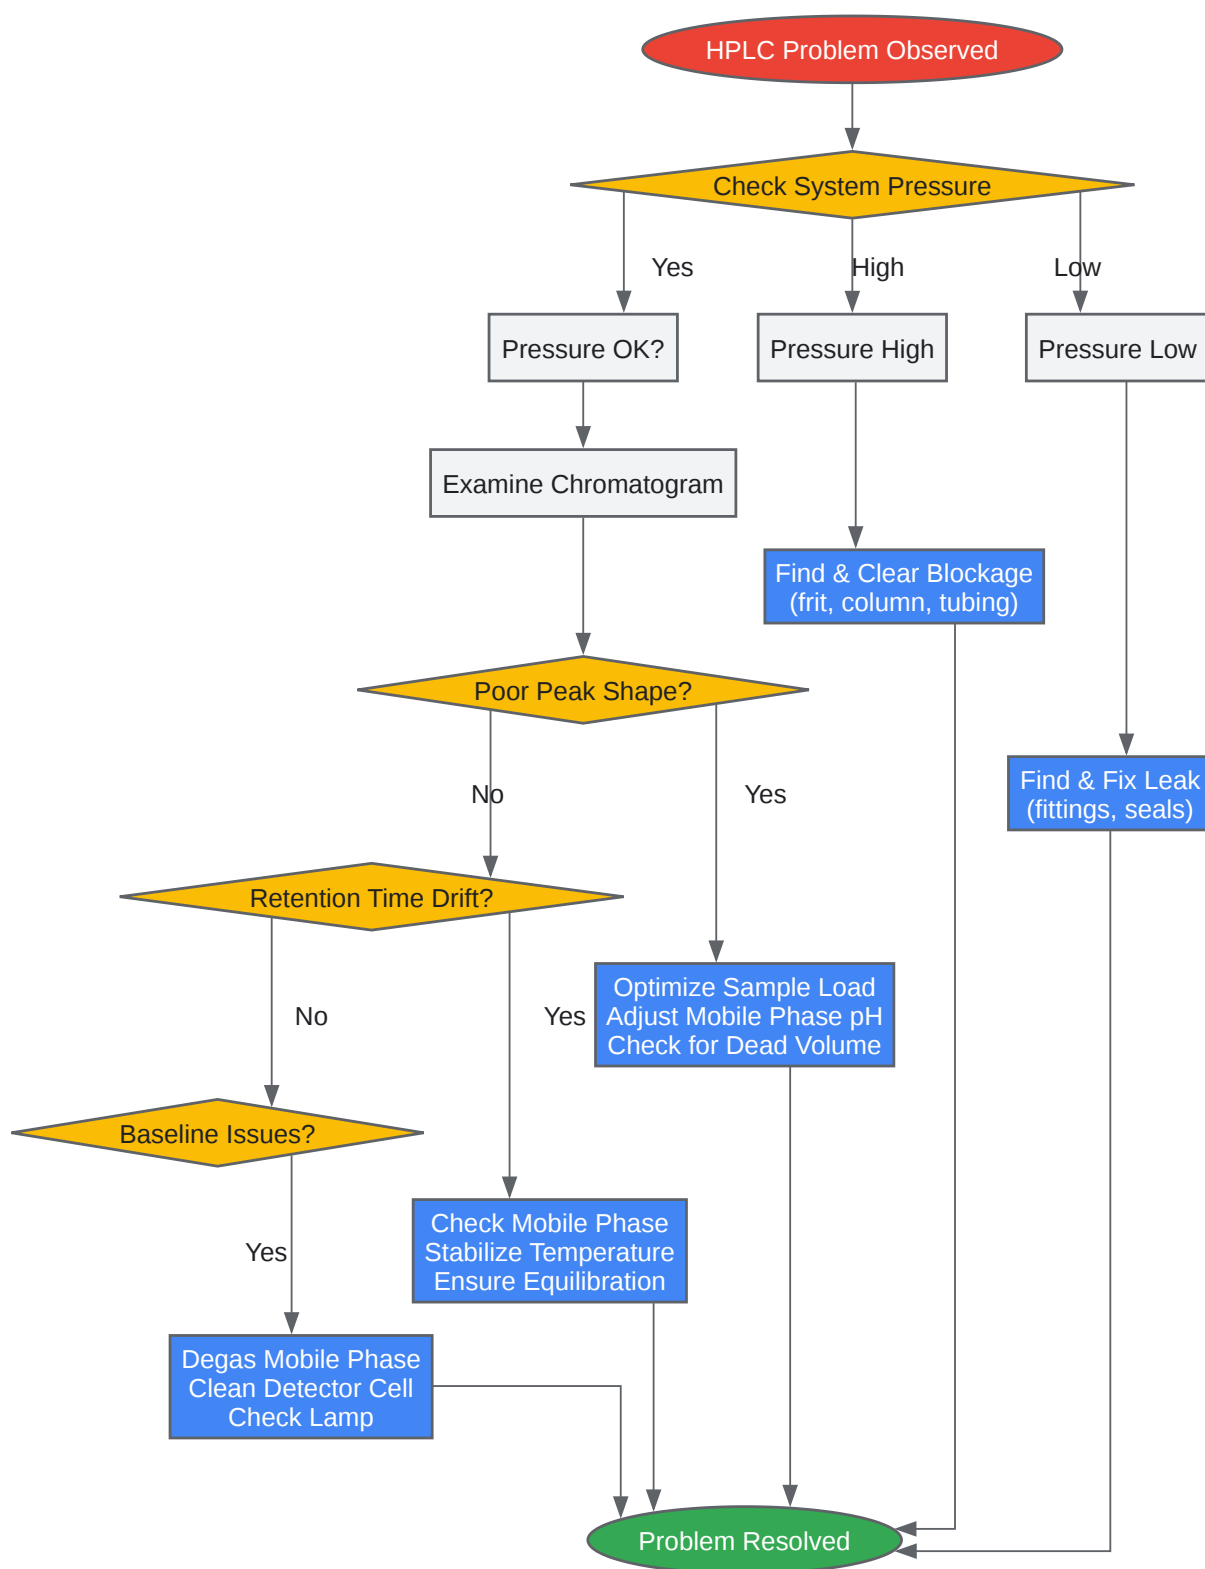 HPLC Problem Observed
Check System Pressure
Yes
High
Low
Pressure OK?
Pressure High
Pressure Low
Examine Chromatogram
Find & Clear Blockage
(frit, column, tubing)
Poor Peak Shape?
No
Yes
Find & Fix Leak
(fittings, seals)
Retention Time Drift?
No
Yes
Optimize Sample Load
Adjust Mobile Phase pH
Check for Dead Volume
Baseline Issues?
Yes
Check Mobile Phase
Stabilize Temperature
Ensure Equilibration
Degas Mobile Phase
Clean Detector Cell
Check Lamp
Problem Resolved